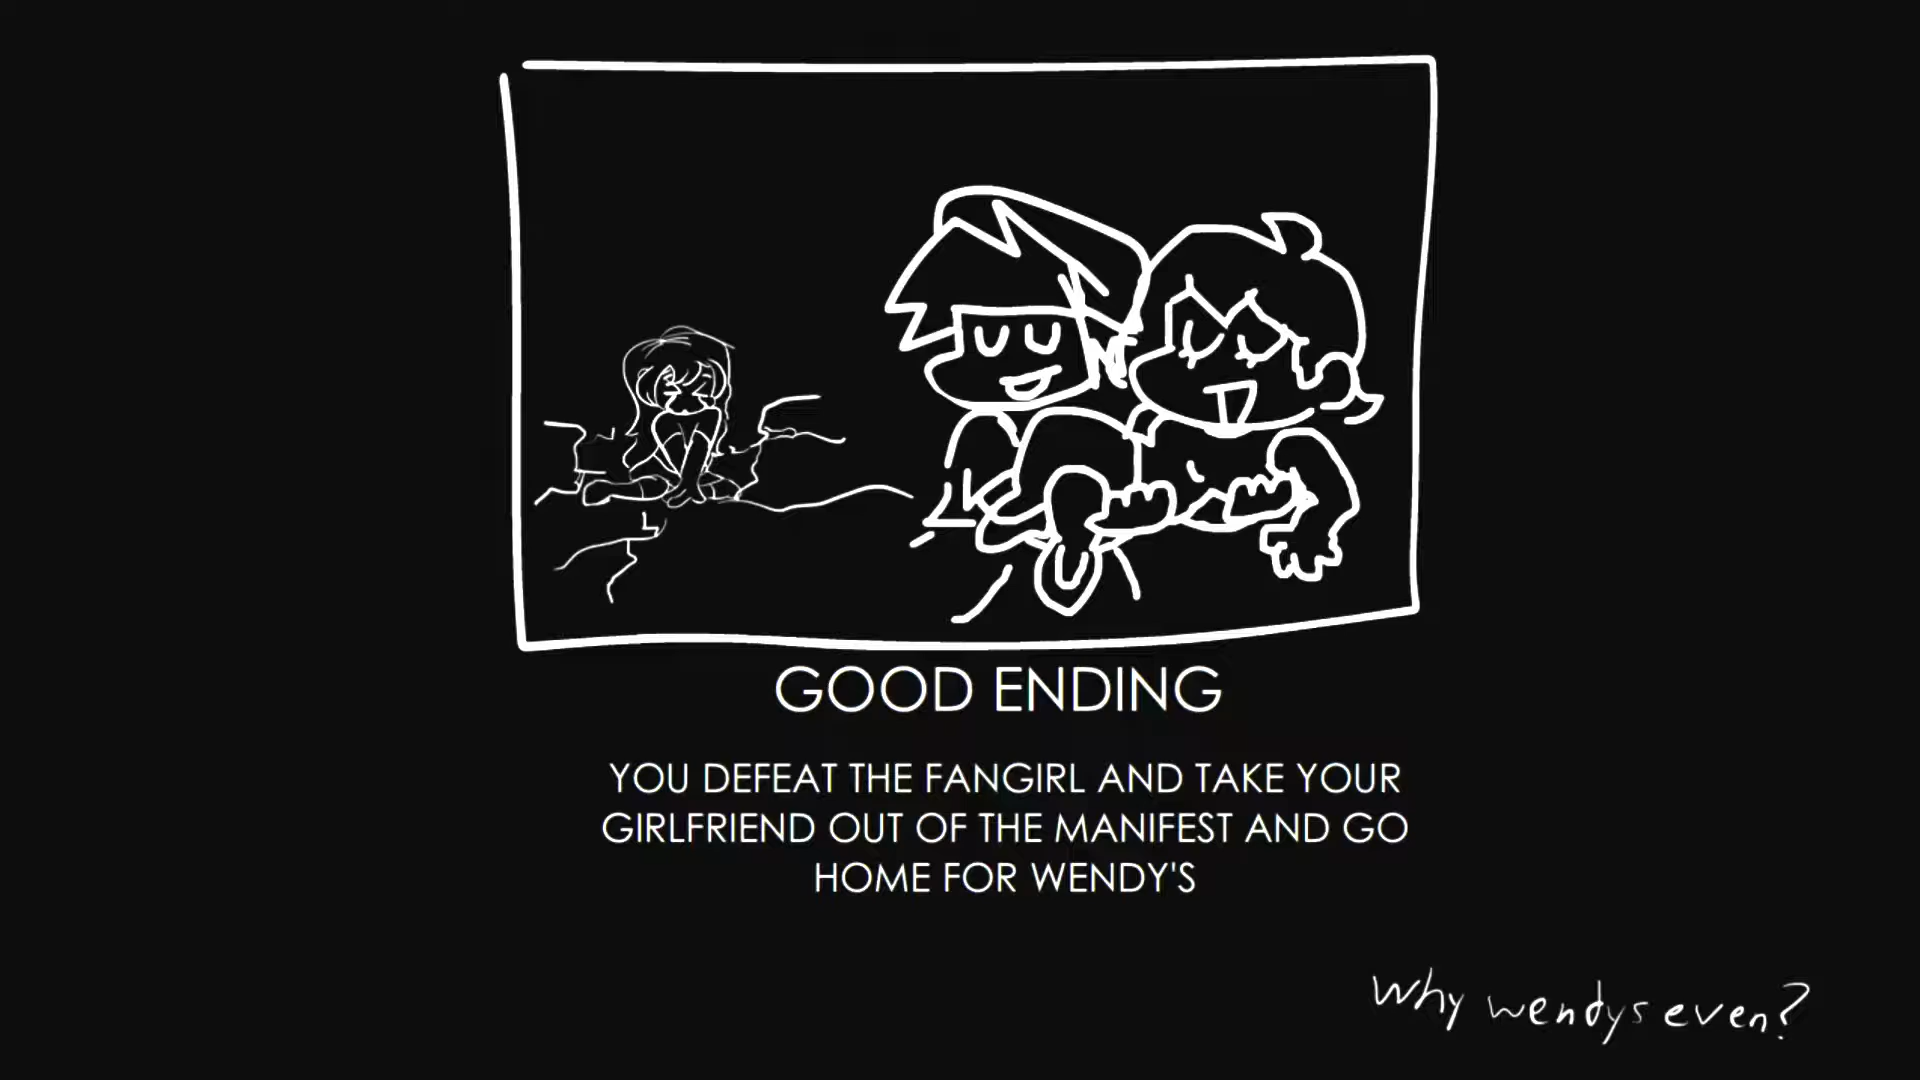 GOOD ENDING
YOU DEFEAT THE FANGIRL AND TAKE YOUR
GIRLFRIEND OUT OF THE MANIFEST AND GO
HOME FOR WENDY'S
why wendys even?